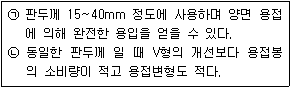 ㉠ 판두께 15~40mm 정도에 사용하며 양면 용접
에 의해 완전한 용입을 얻을 수 있다.
㉡ 동일한 판두께 일 때 V형의 개선보다 용접봉
의 소비량이 적고 용접변형도 적다.